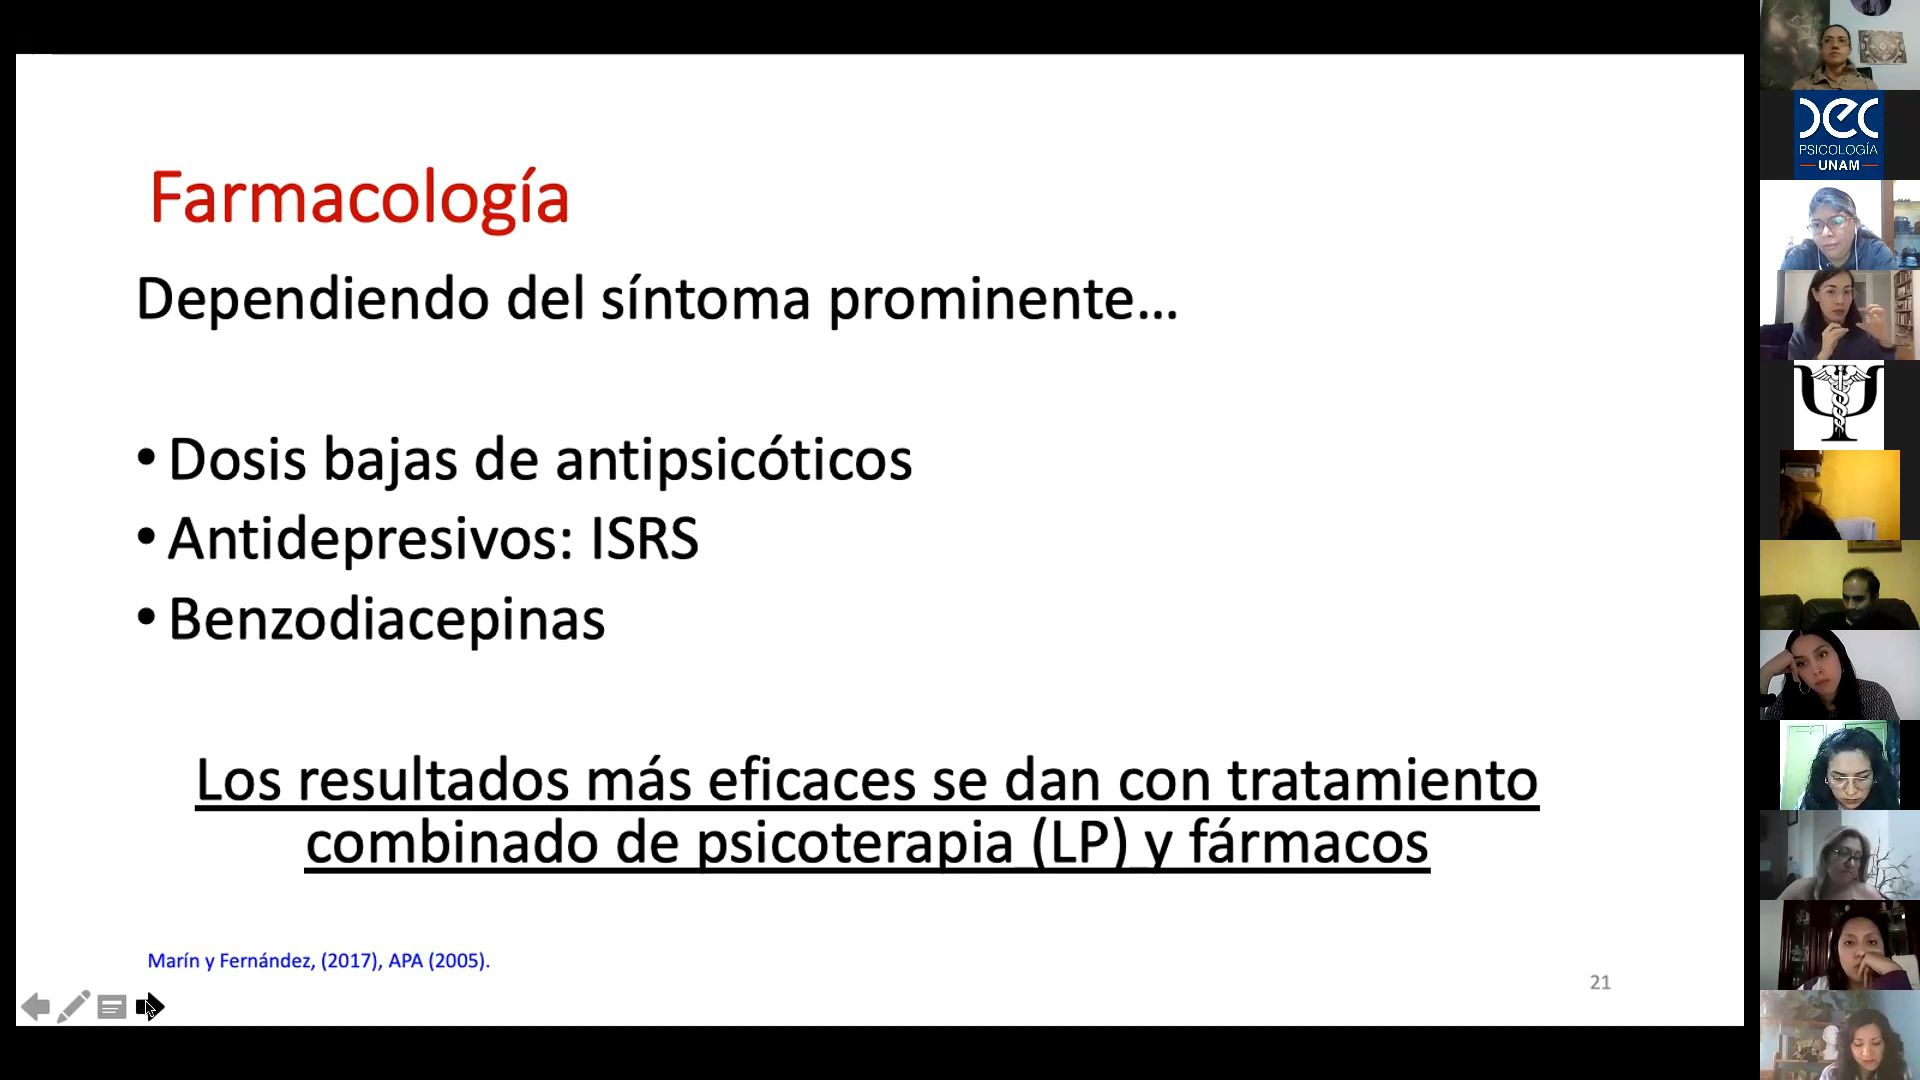 Farmacología
Dependiendo del síntoma prominente...
• Dosis bajas de antipsicóticos
• Antidepresivos: ISRS
• Benzodiacepinas
Los resultados más eficaces se dan con tratamiento
combinado de psicoterapia (LP) y fármacos
Marín y Fernández, (2017), APA (2005).
21
DEC
PSICOLOGÍA
UNAM